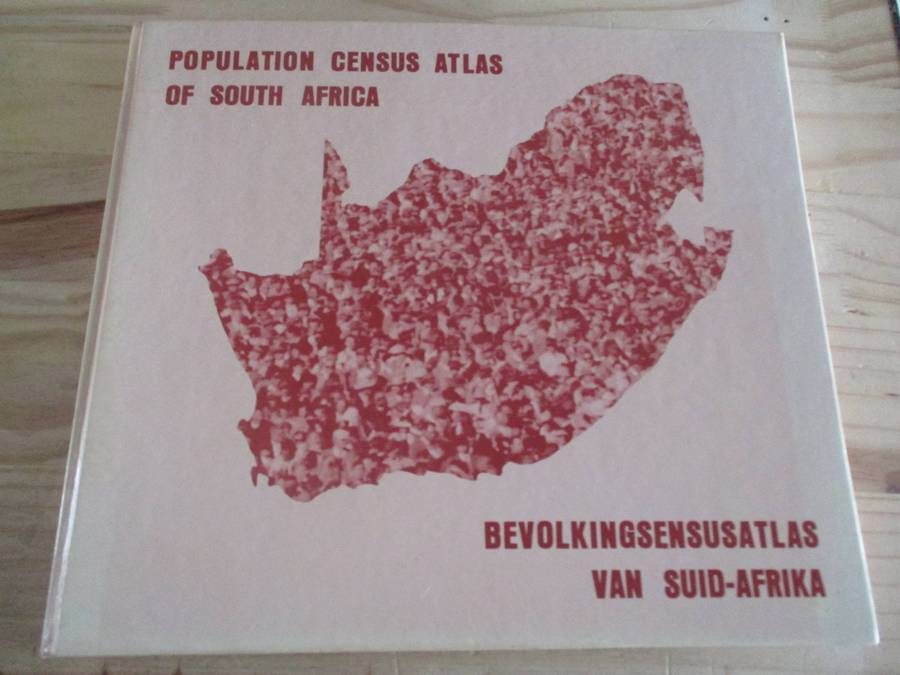 POPULATION CENSUS ATLAS
OF SOUTH AFRICA
BEVOLKINGSENSUSATLAS
VAN SUID-AFRIKA